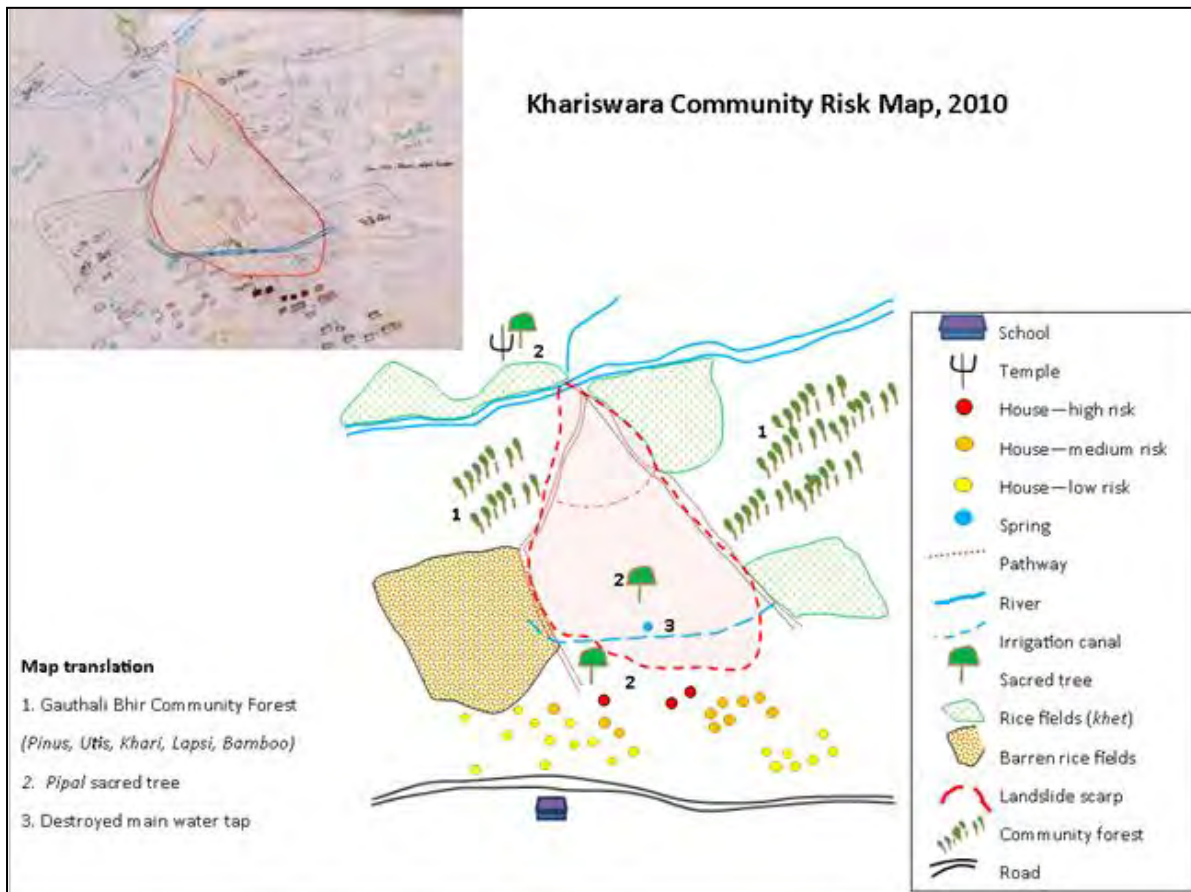 Khariswara Community Risk Map, 2010
2
1
1
2
3
2
Map translation
1. Gauthali Bhir Community Forest
(Pinus, Utis, Khari, Lapsi, Bamboo)
2. Pipal sacred tree
3. Destroyed main water tap
School
Temple
House—high risk
House—medium risk
House—low risk
Spring
Pathway
River
Irrigation canal
Sacred tree
Rice fields (khet)
Barren rice fields
Landslide scarp
Community forest
Road